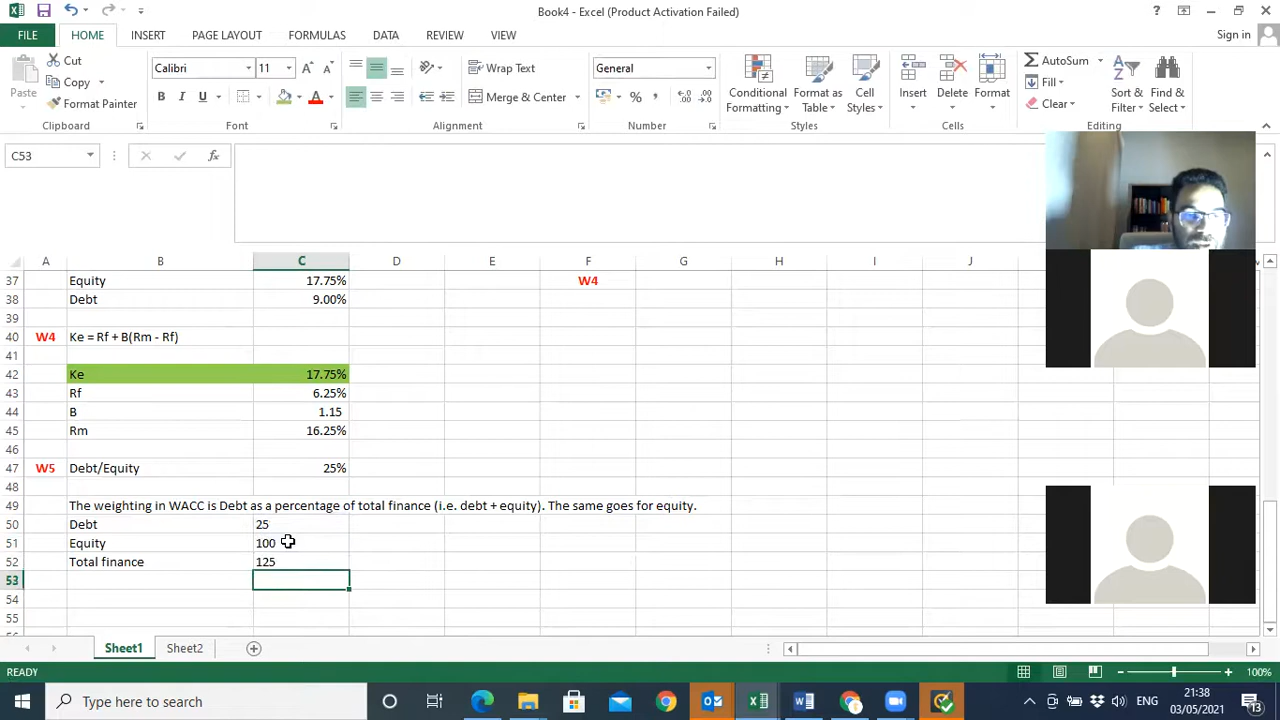 Book4 - Excel (Product Activation Failed)
?
FILE HOME INSERT PAGE LAYOUT FORMULAS DATA REVIEW VIEW Sign in
Paste
Cut
Copy
Format Painter
Calibri 11
B I U
Wrap Text
Merge & Center
General
%
Conditional Formatting
Format as Table
Cell Styles
Insert
Delete
Format
AutoSum
Fill
Clear
Sort & Filter
Find & Select
Clipboard Font Alignment Number Styles Cells Editing
C53 fx
A B C D E F G H I J
37 Equity 17.75% W4
38 Debt 9.00%
39
40 W4 Ke = Rf + B(Rm - Rf)
41
42 Ke 17.75%
43 Rf 6.25%
44 B 1.15
45 Rm 16.25%
46
47 W5 Debt/Equity 25%
48
49 The weighting in WACC is Debt as a percentage of total finance (i.e. debt + equity). The same goes for equity.
50 Debt 25
51 Equity 100
52 Total finance 125
53
54
55
Sheet1 Sheet2
READY 100%
Type here to search
ENG
21:38
03/05/2021
13